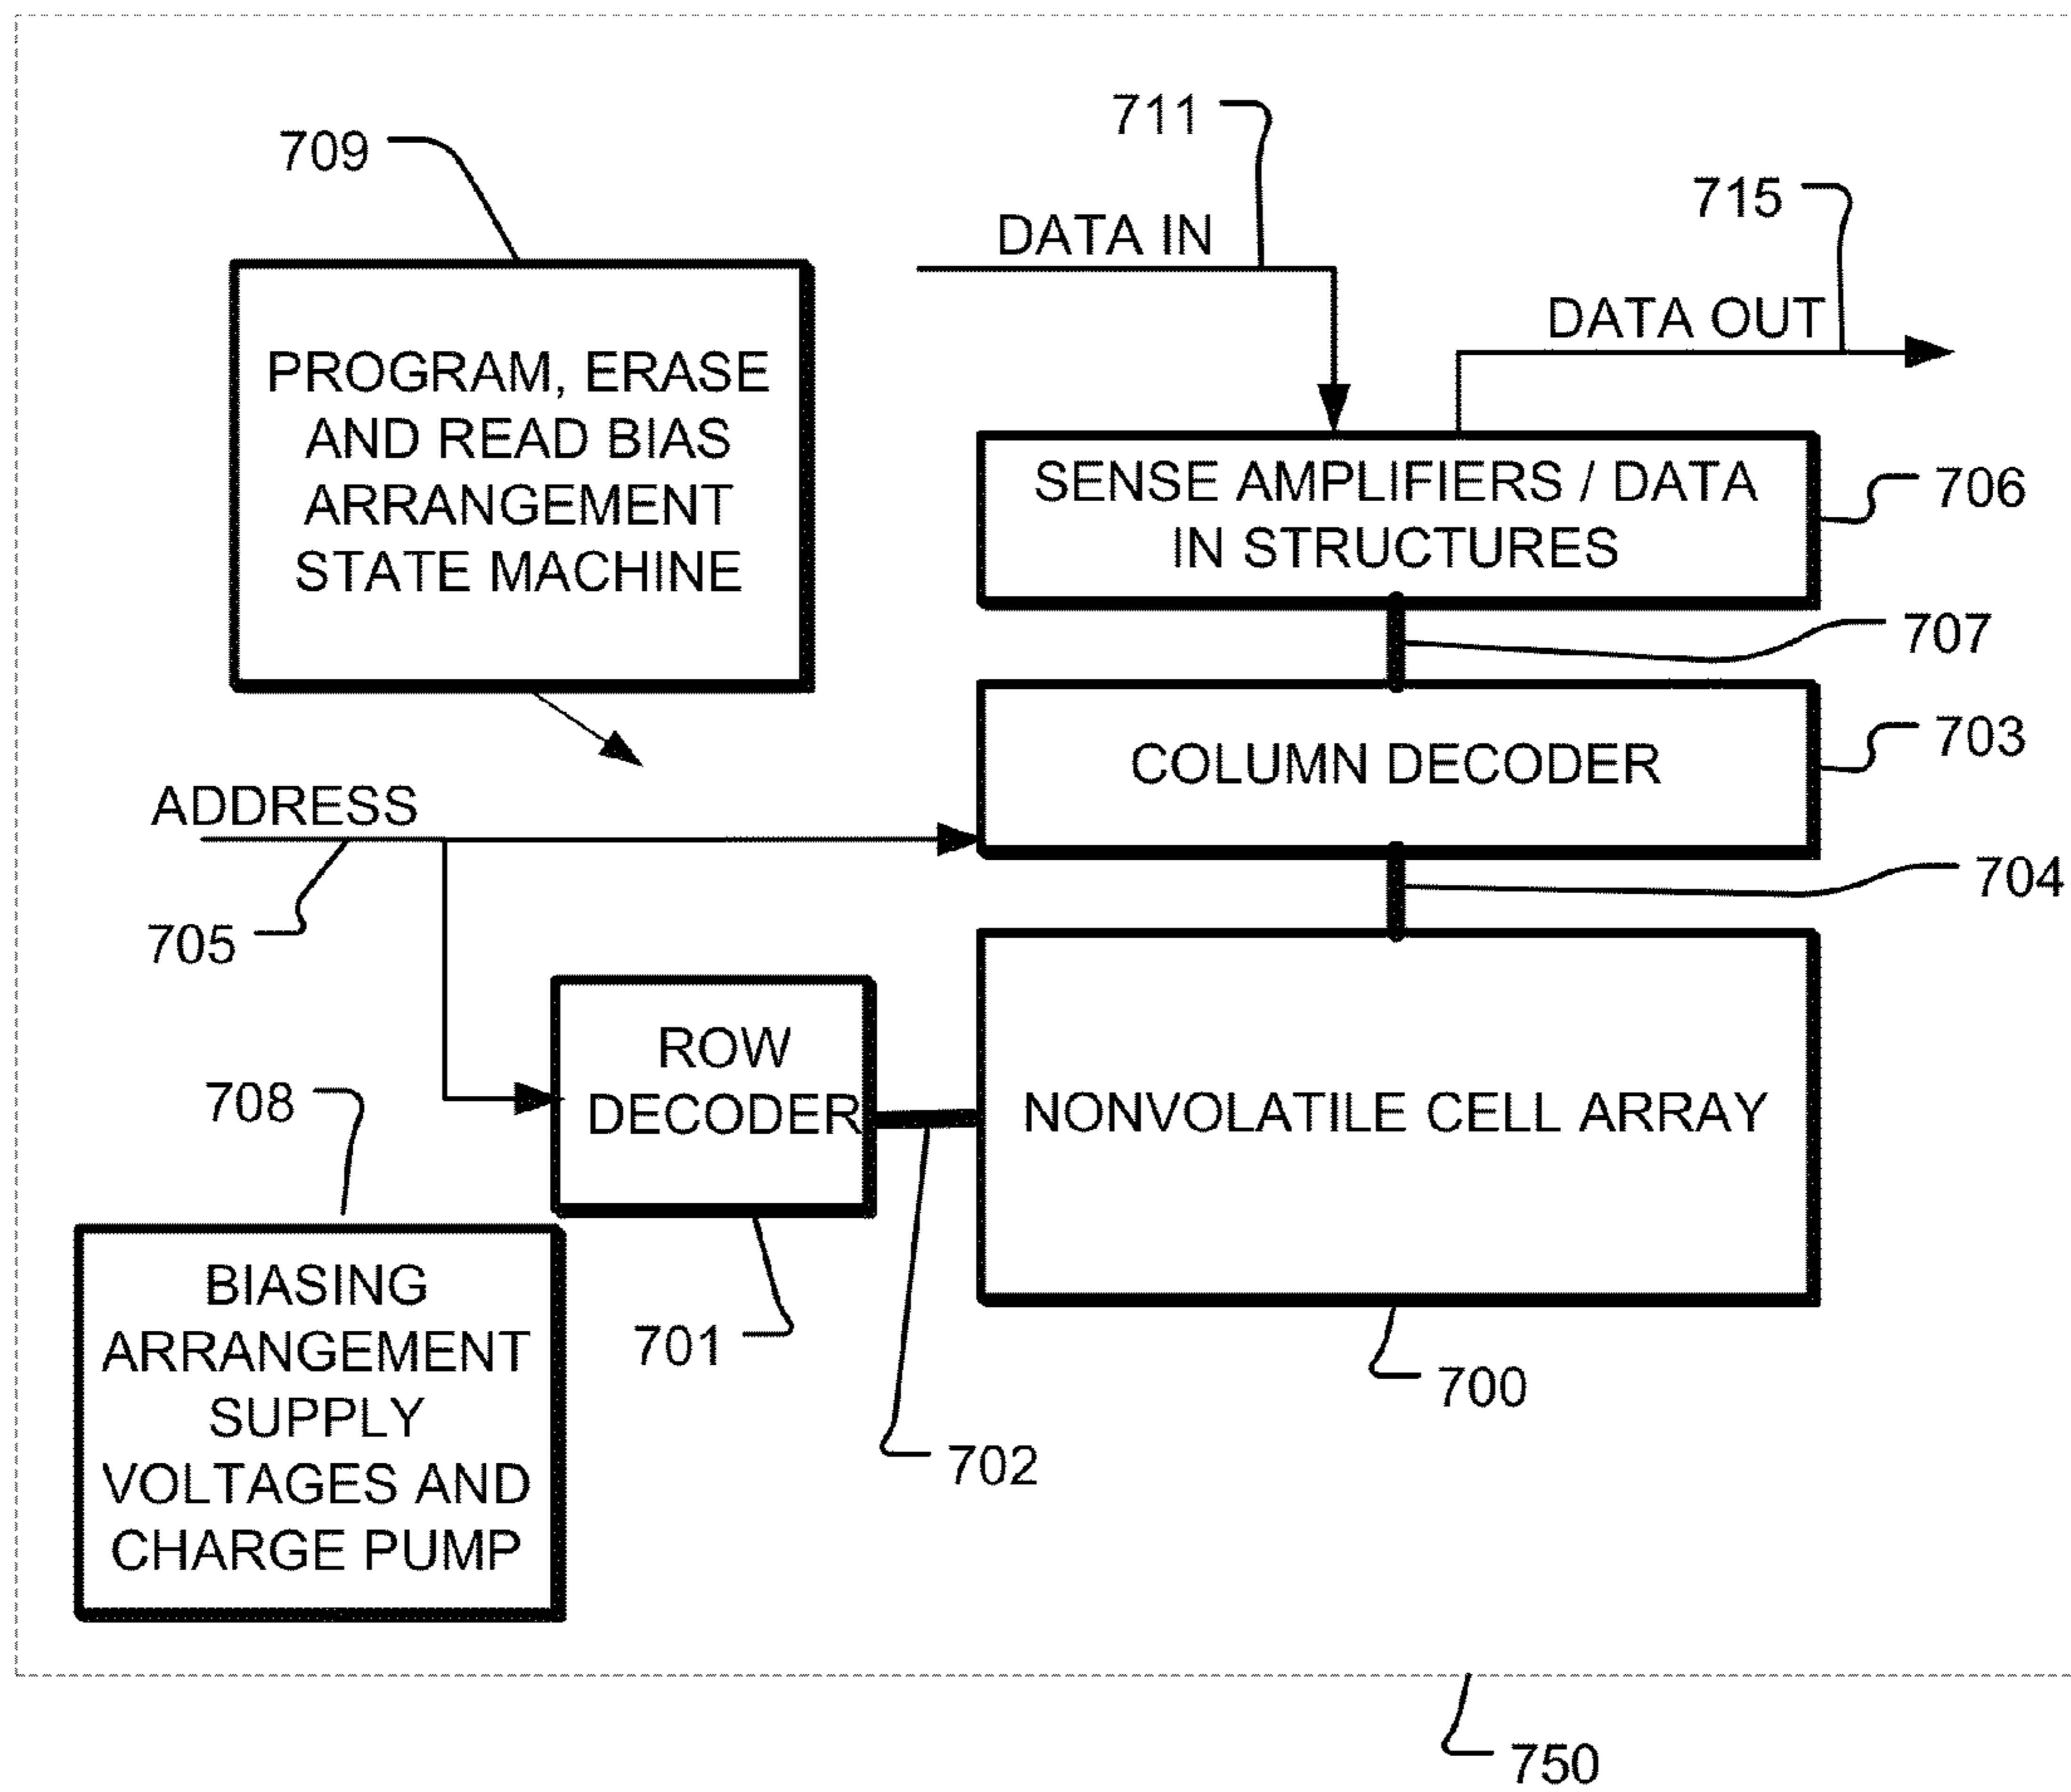 711
709
715
DATA IN
DATA OUT
PROGRAM, ERASE
AND READ BIAS
ARRANGEMENT
STATE MACHINE
SENSE AMPLIFIERS / DATA
IN STRUCTURES
706
707
COLUMN DECODER
703
ADDRESS
704
705
ROW
DECODER
NONVOLATILE CELL ARRAY
708
BIASING
ARRANGEMENT
SUPPLY
VOLTAGES AND
CHARGE PUMP
701
700
702
750